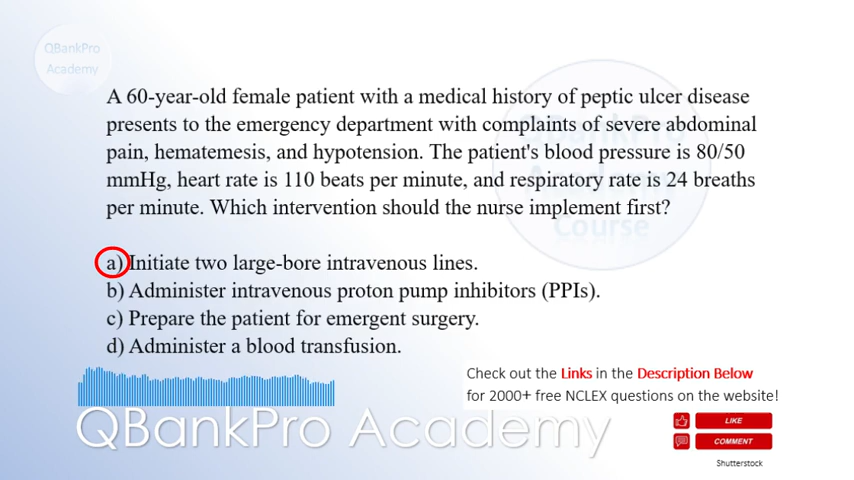 QBankPro
Academy
A 60-year-old female patient with a medical history of peptic ulcer disease
presents to the emergency department with complaints of severe abdominal
pain, hematemesis, and hypotension. The patient's blood pressure is 80/50
mmHg, heart rate is 110 beats per minute, and respiratory rate is 24 breaths
per minute. Which intervention should the nurse implement first?
Course
a) Initiate two large-bore intravenous lines.
b) Administer intravenous proton pump inhibitors (PPIs).
c) Prepare the patient for emergent surgery.
d) Administer a blood transfusion.
Check out the Links in the Description Below
for 2000+ free NCLEX questions on the website!
QBankPro Academy
LIKE
COMMENT
Shutterstock